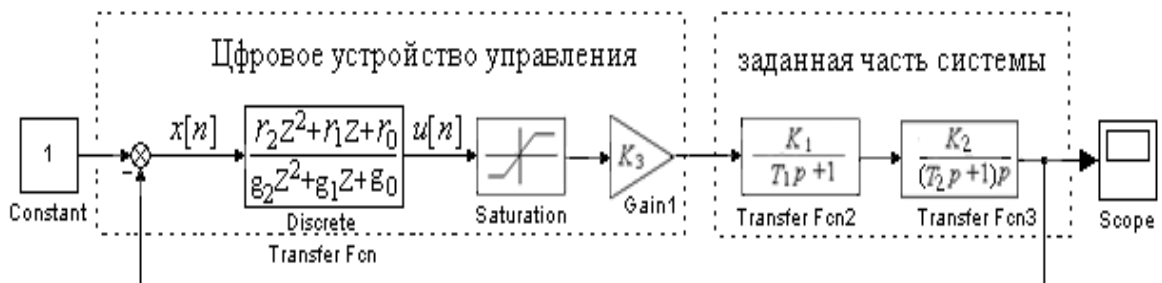 Цфровое устройство управления
заданная часть системы
1
Constant
x[n]
r₂z²+r₁z+r₀
g₂z²+g₁z+g₀
Discrete
Transfer Fcn
u[n]
Saturation
K₃
Gain1
K₁
T₁p+1
Transfer Fcn2
K₂
(T₂p+1)p
Transfer Fcn3
Scope